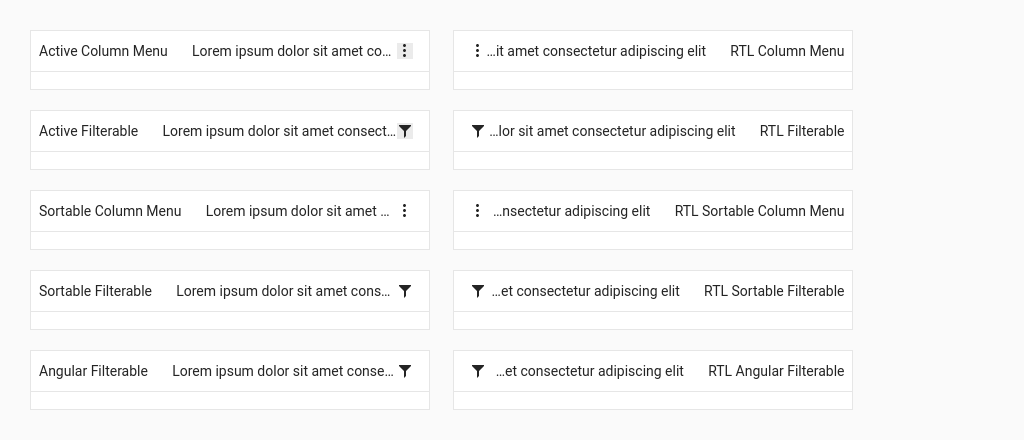 Active Column Menu Lorem ipsum dolor sit amet co...
...it amet consectetur adipiscing elit RTL Column Menu
Active Filterable Lorem ipsum dolor sit amet consect...
...lor sit amet consectetur adipiscing elit RTL Filterable
Sortable Column Menu Lorem ipsum dolor sit amet ...
...nsectetur adipiscing elit RTL Sortable Column Menu
Sortable Filterable Lorem ipsum dolor sit amet cons...
...et consectetur adipiscing elit RTL Sortable Filterable
Angular Filterable Lorem ipsum dolor sit amet conse...
...et consectetur adipiscing elit RTL Angular Filterable